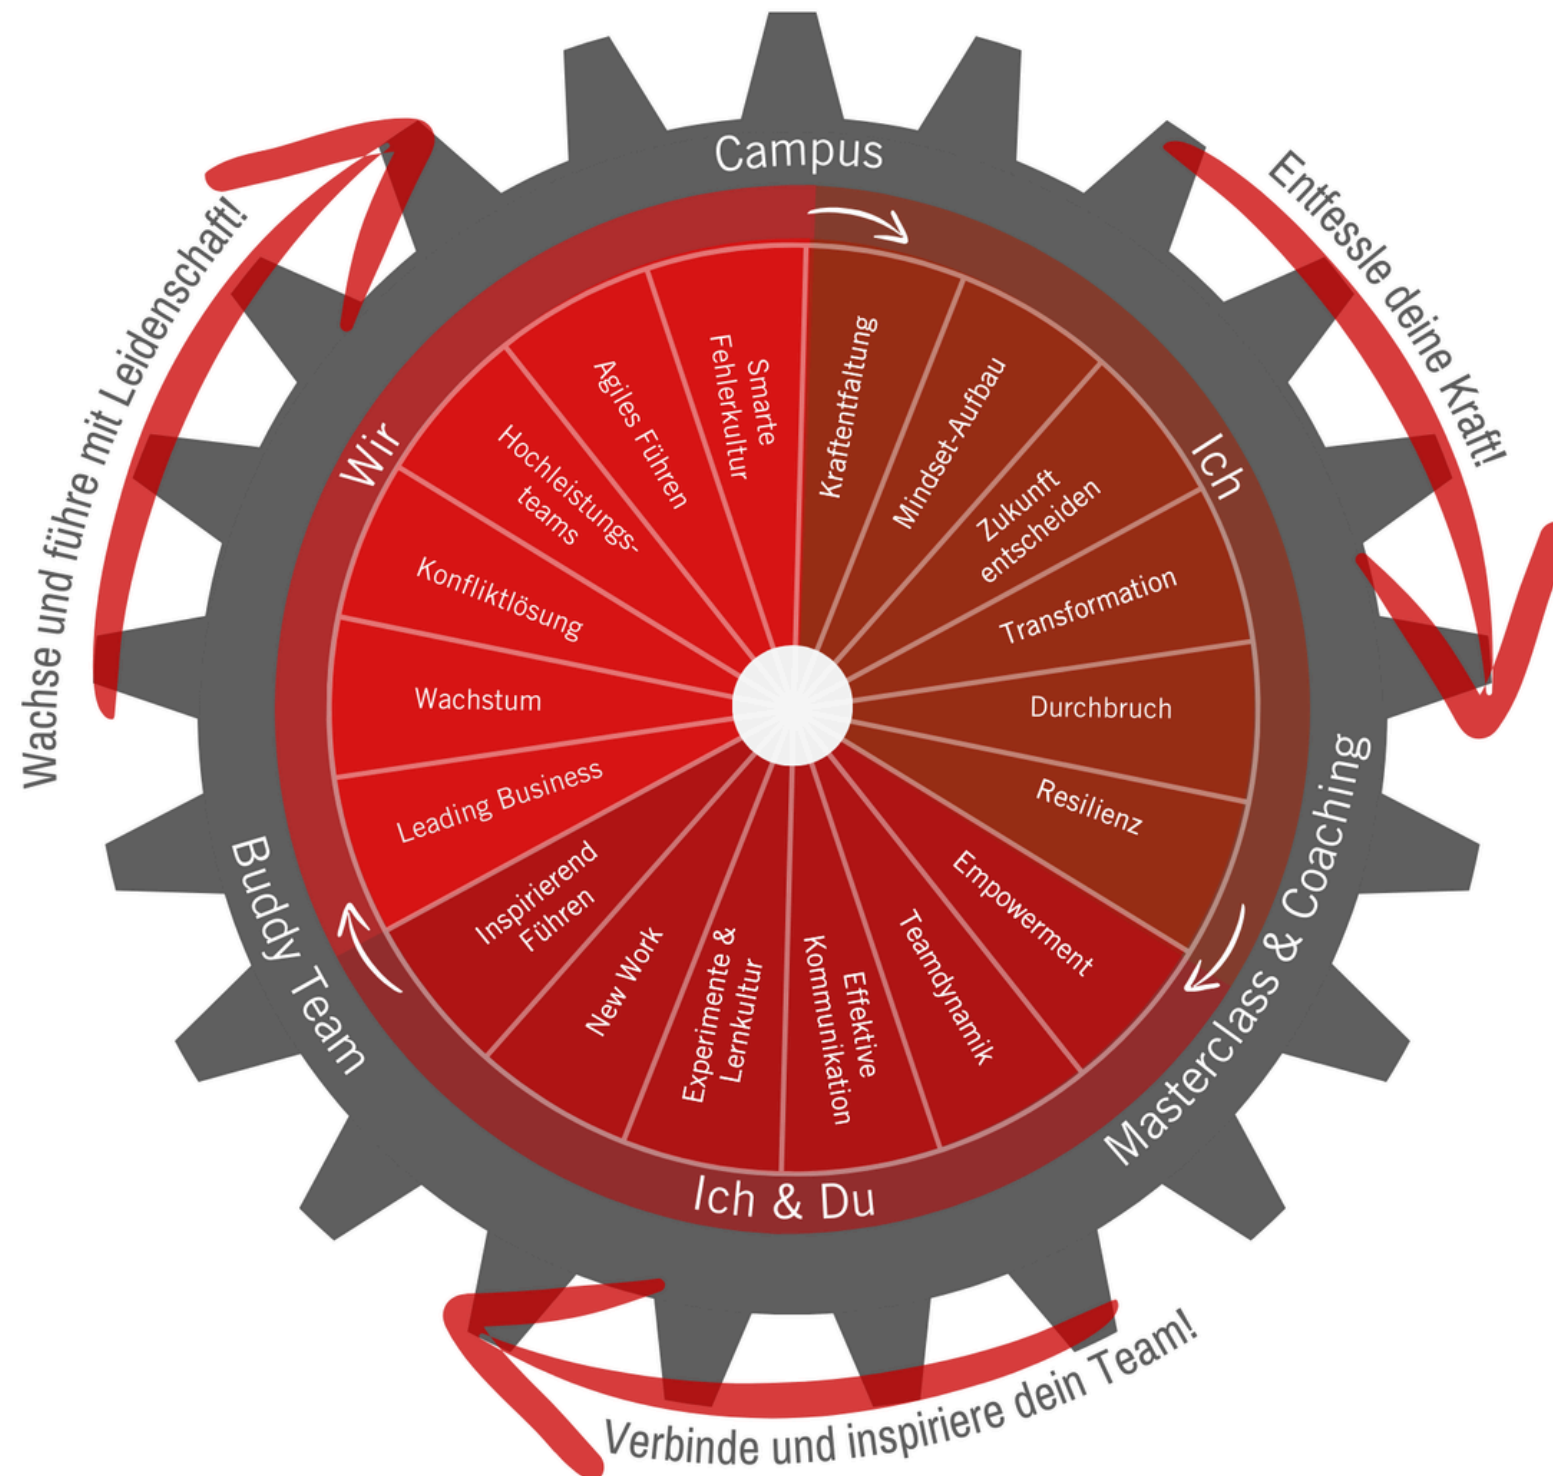 Campus
Ich
Masterclass & Coaching
Ich & Du
Buddy Team
Wir
Entfessle deine Kraft!
Verbinde und inspiriere dein Team!
Wachse und führe mit Leidenschaft!
Kraftentfaltung
Mindset-Aufbau
Zukunft
entscheiden
Transformation
Durchbruch
Resilienz
Empowerment
Teamdynamik
Effektive
Kommunikation
Experimente &
Lernkultur
New Work
Inspirierend
Führen
Leading Business
Wachstum
Konfliktlösung
Hochleistungs-
teams
Agiles Führen
Smarte
Fehlerkultur